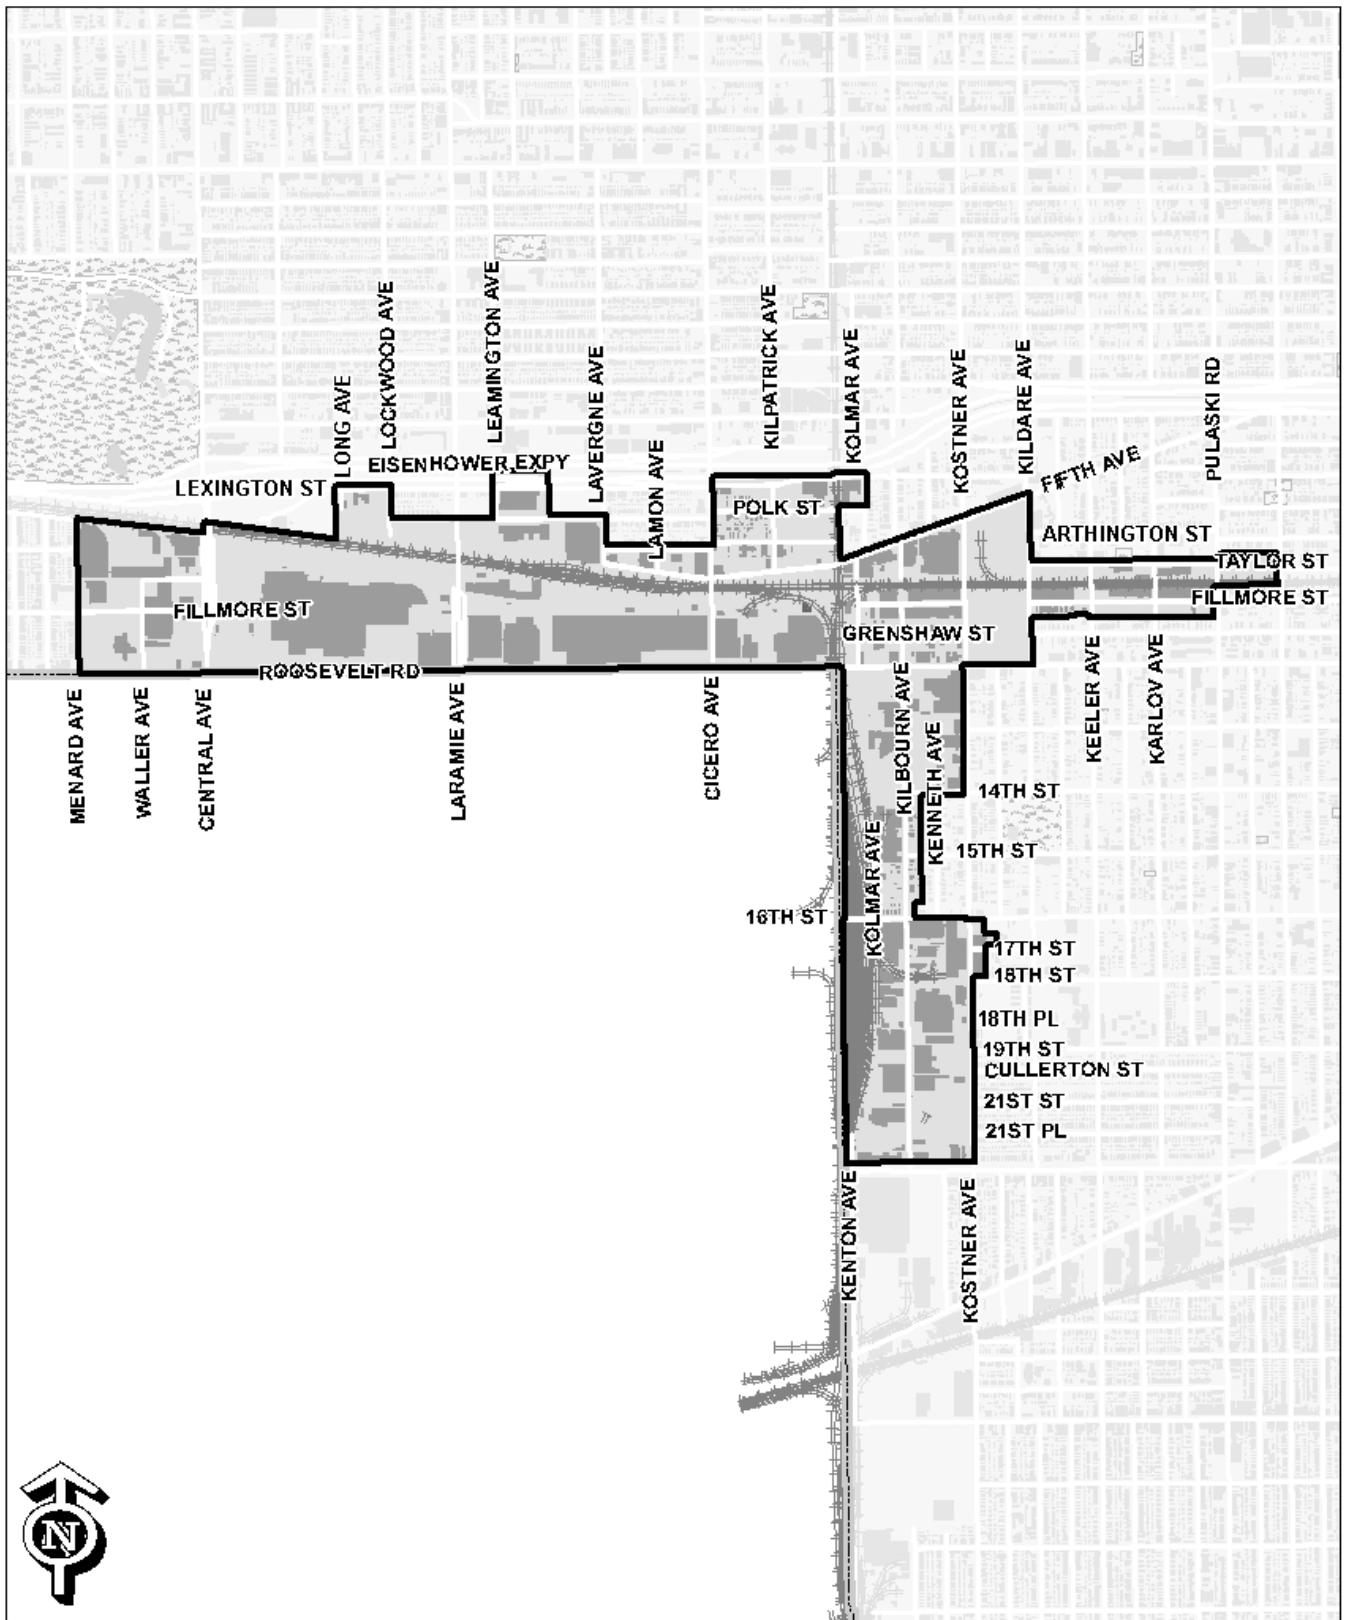 LONG AVE
LOCKWOOD AVE
LEAMINGTON AVE
LAVERGNE AVE
LAMON AVE
KILPATRICK AVE
KOLMAR AVE
KOSTNER AVE
KILDARE AVE
PULASKI RD
EISENHOWER EXPY
FIFTH AVE
LEXINGTON ST
POLK ST
ARTHINGTON ST
TAYLOR ST
FILLMORE ST
FILLMORE ST
GRENSHAW ST
ROOSEVELT RD
MENARD AVE
WALLER AVE
CENTRAL AVE
LARAMIE AVE
CICERO AVE
KILBOURN AVE
KENNETH AVE
KEELER AVE
KARLOV AVE
14TH ST
15TH ST
KOLMAR AVE
16TH ST
17TH ST
18TH ST
18TH PL
19TH ST
CULLERTON ST
21ST ST
21ST PL
KENTON AVE
KOSTNER AVE
N